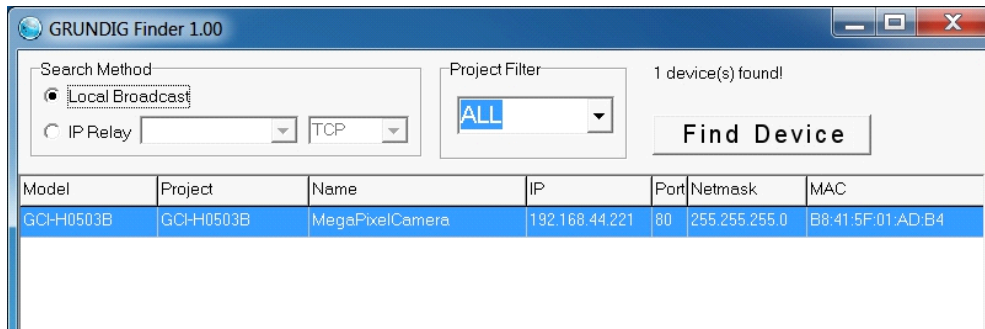 GRUNDIG Finder 1.00
Search Method
Local Broadcast
IP Relay TCP
Project Filter
ALL
1 device(s) found!
Find Device
Model Project Name IP Port Netmask MAC
GCI-H0503B GCI-H0503B MegaPixelCamera 192.168.44.221 80 255.255.255.0 B8:41:5F:01:AD:B4